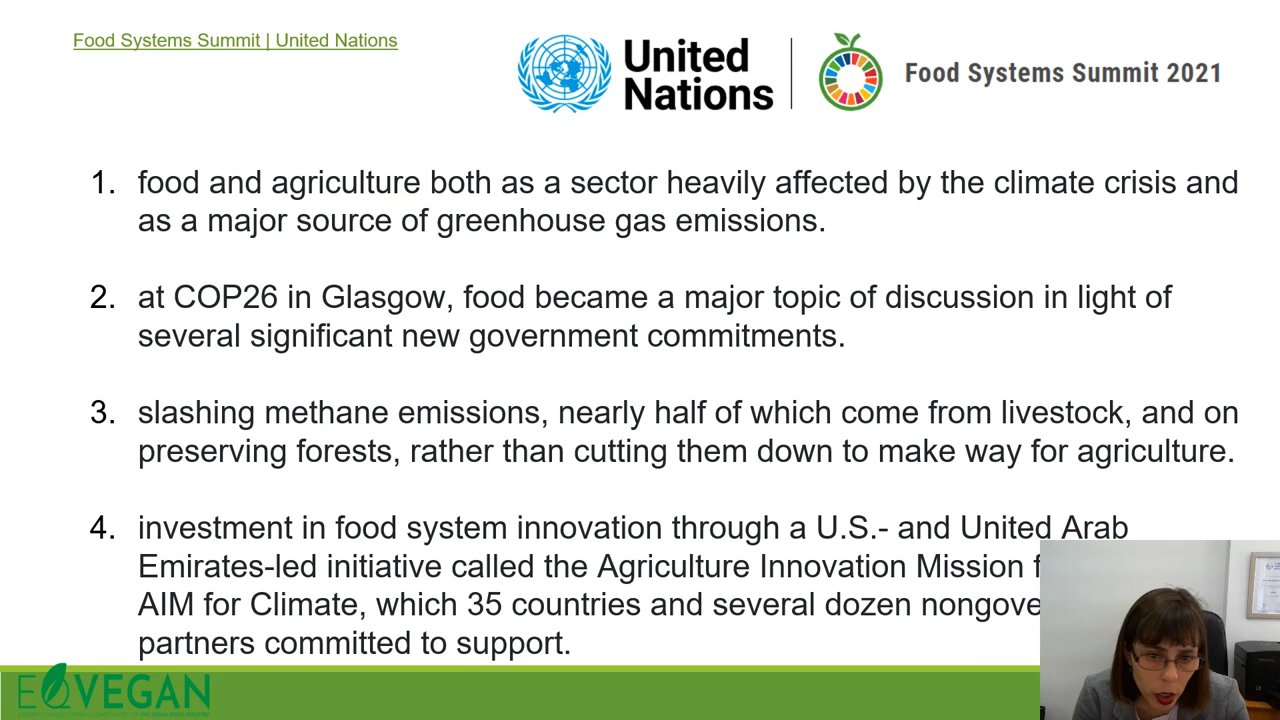 Food Systems Summit | United Nations
United
Nations
Food Systems Summit 2021
1. food and agriculture both as a sector heavily affected by the climate crisis and
as a major source of greenhouse gas emissions.
2. at COP26 in Glasgow, food became a major topic of discussion in light of
several significant new government commitments.
3. slashing methane emissions, nearly half of which come from livestock, and on
preserving forests, rather than cutting them down to make way for agriculture.
4. investment in food system innovation through a U.S.- and United Arab
Emirates-led initiative called the Agriculture Innovation Mission
AIM for Climate, which 35 countries and several dozen
partners committed to support.
EQVEGAN